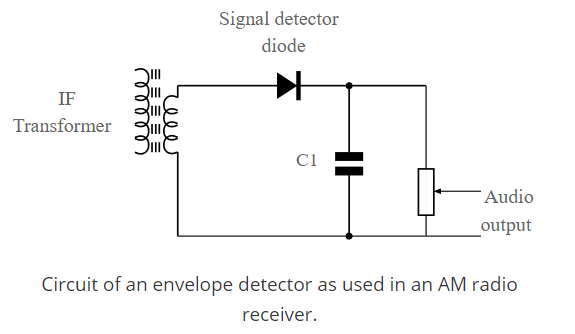 Signal detector
diode
IF
Transformer
C1
Audio
output
Circuit of an envelope detector as used in an AM radio
receiver.